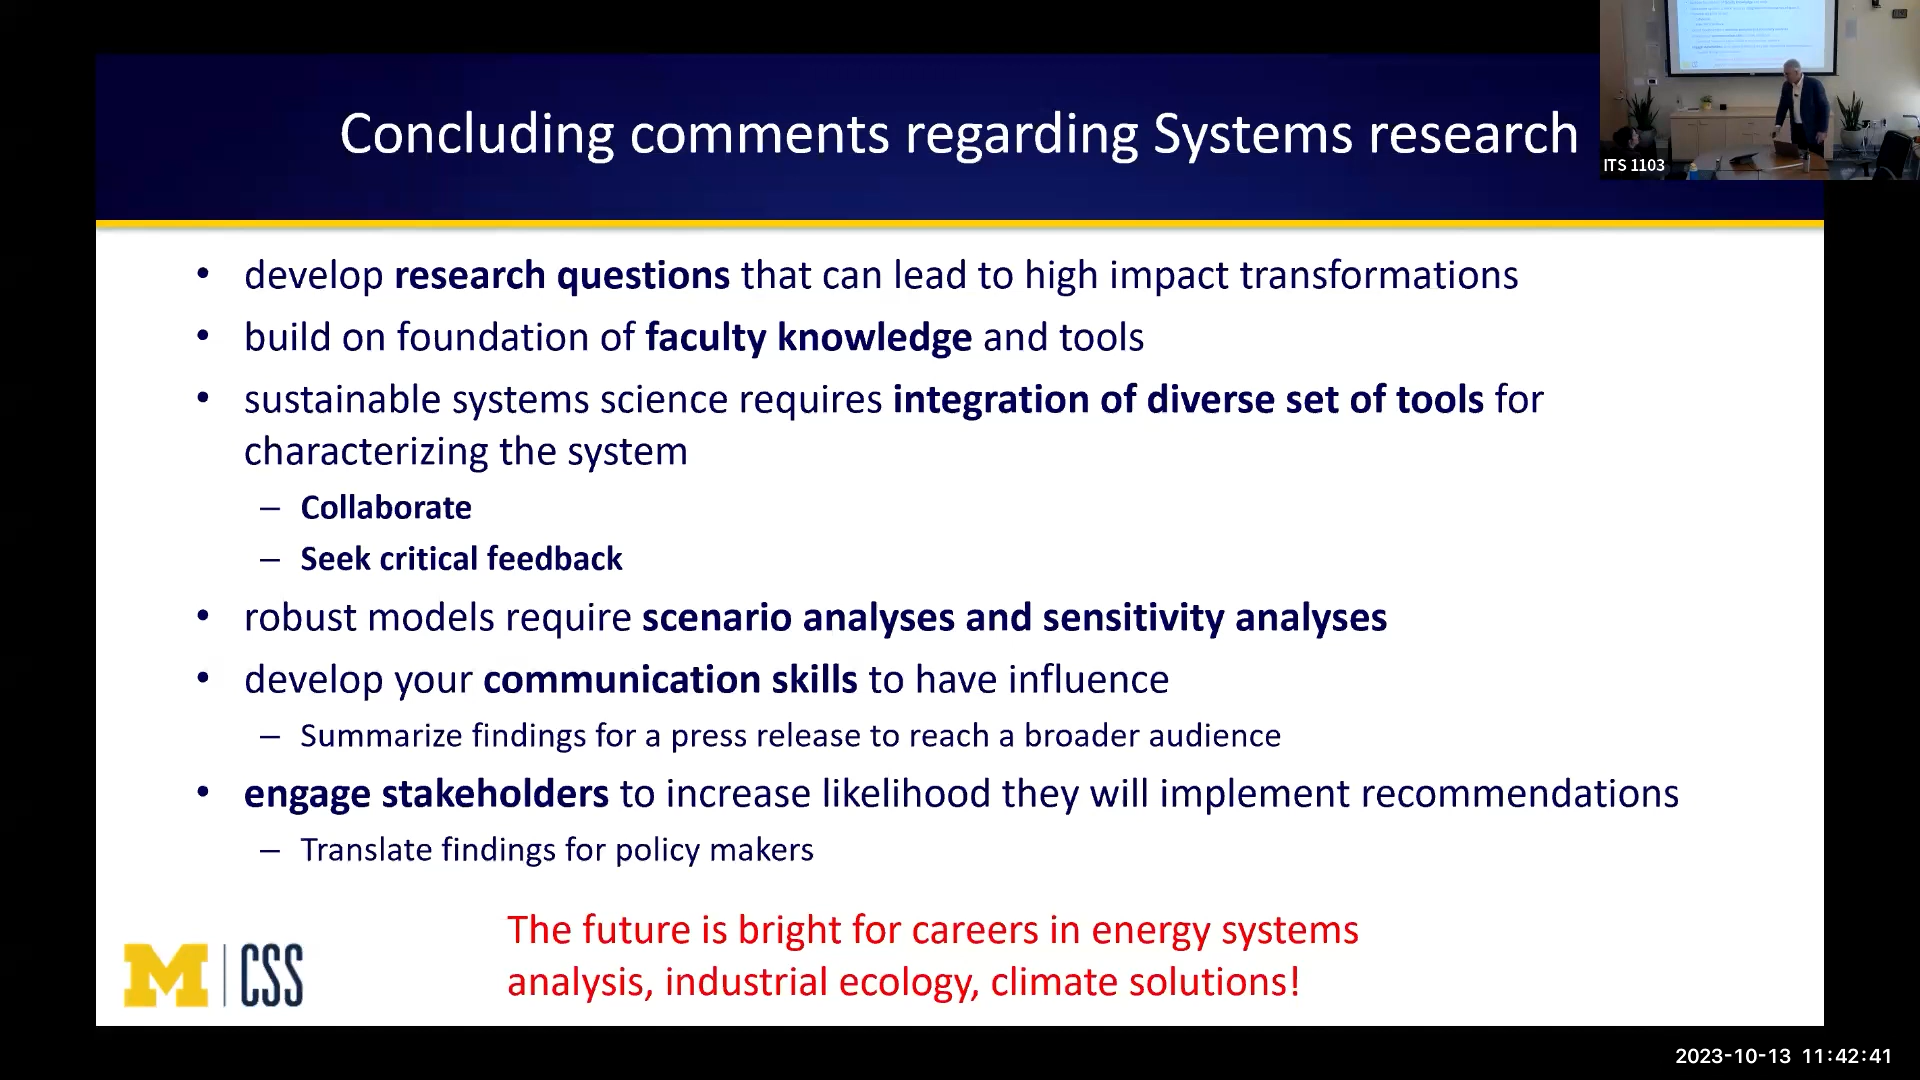 Concluding comments regarding Systems research
ITS 1103
• develop research questions that can lead to high impact transformations
• build on foundation of faculty knowledge and tools
• sustainable systems science requires integration of diverse set of tools for
characterizing the system
– Collaborate
– Seek critical feedback
• robust models require scenario analyses and sensitivity analyses
• develop your communication skills to have influence
– Summarize findings for a press release to reach a broader audience
• engage stakeholders to increase likelihood they will implement recommendations
– Translate findings for policy makers
The future is bright for careers in energy systems
analysis, industrial ecology, climate solutions!
M | CSS
2023-10-13 11:42:41